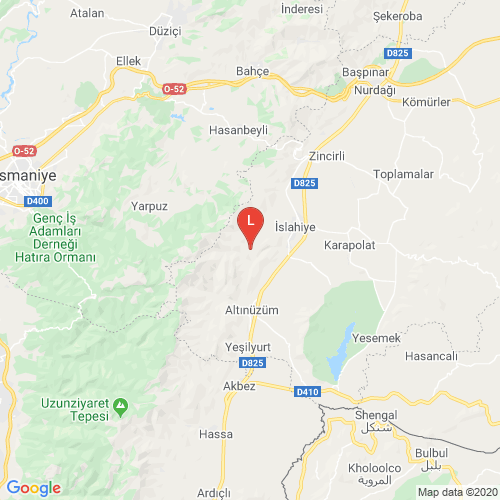 İnderesi
Şekeroba
Atalan
Düziçi
D825
Ellek
Bahçe
Başpınar
Nurdağı
O-52
Kömürler
Hasanbeyli
O-52
Zincirli
smaniye
D825
Toplamalar
D400
Yarpuz
Genç İş
Adamları
Derneği
Hatıra Ormanı
L
İslahiye
Karapolat
Altınüzüm
Yeşilyurt
Yesemek
D825
Hasancalı
Akbez
D410
Uzunziyaret
Tepesi
Shengal
شنكل
Hassa
Bulbul
بلبل
Kholoolco
Google
Ardıçlı
Map data ©2020